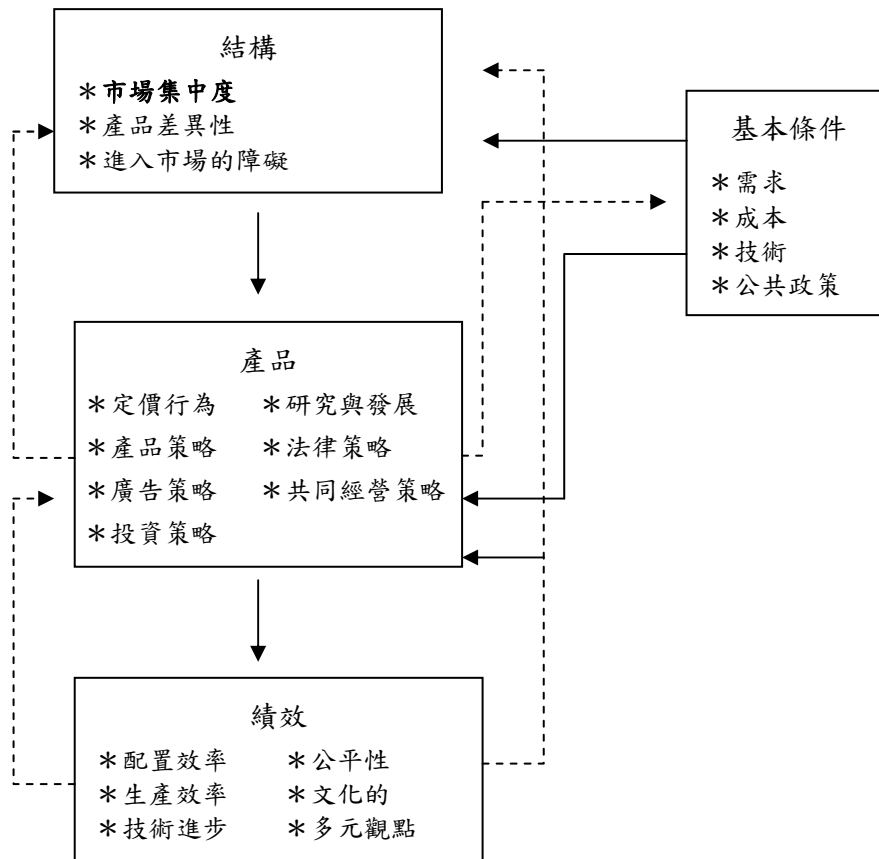 結構
＊市場集中度
＊產品差異性
＊進入市場的障礙
基本條件
＊需求
＊成本
＊技術
＊公共政策
產品
＊定價行為 ＊研究與發展
＊產品策略 ＊法律策略
＊廣告策略 ＊共同經營策略
＊投資策略
績效
＊配置效率 ＊公平性
＊生產效率 ＊文化的
＊技術進步 ＊多元觀點